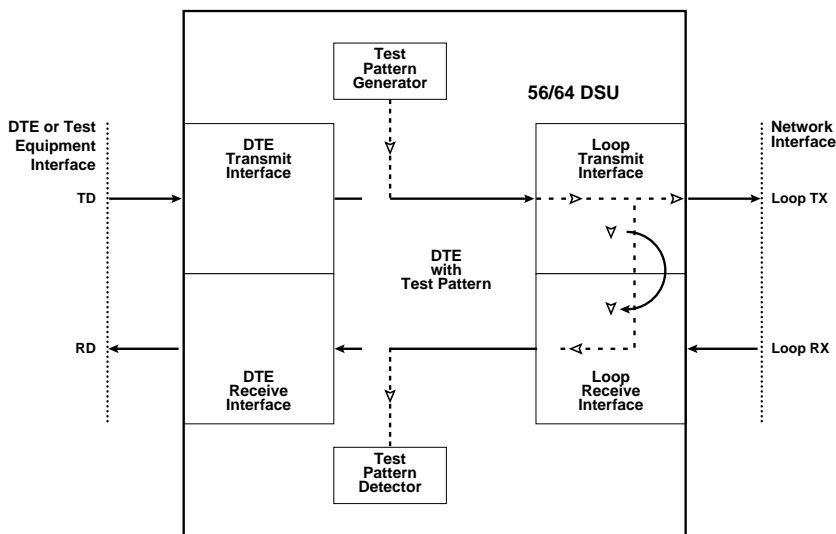 Test
Pattern
Generator
56/64 DSU
DTE or Test
Equipment
Interface
DTE
Transmit
Interface
Loop
Transmit
Interface
Network
Interface
TD
Loop TX
DTE
with
Test Pattern
RD
Loop RX
DTE
Receive
Interface
Loop
Receive
Interface
Test
Pattern
Detector